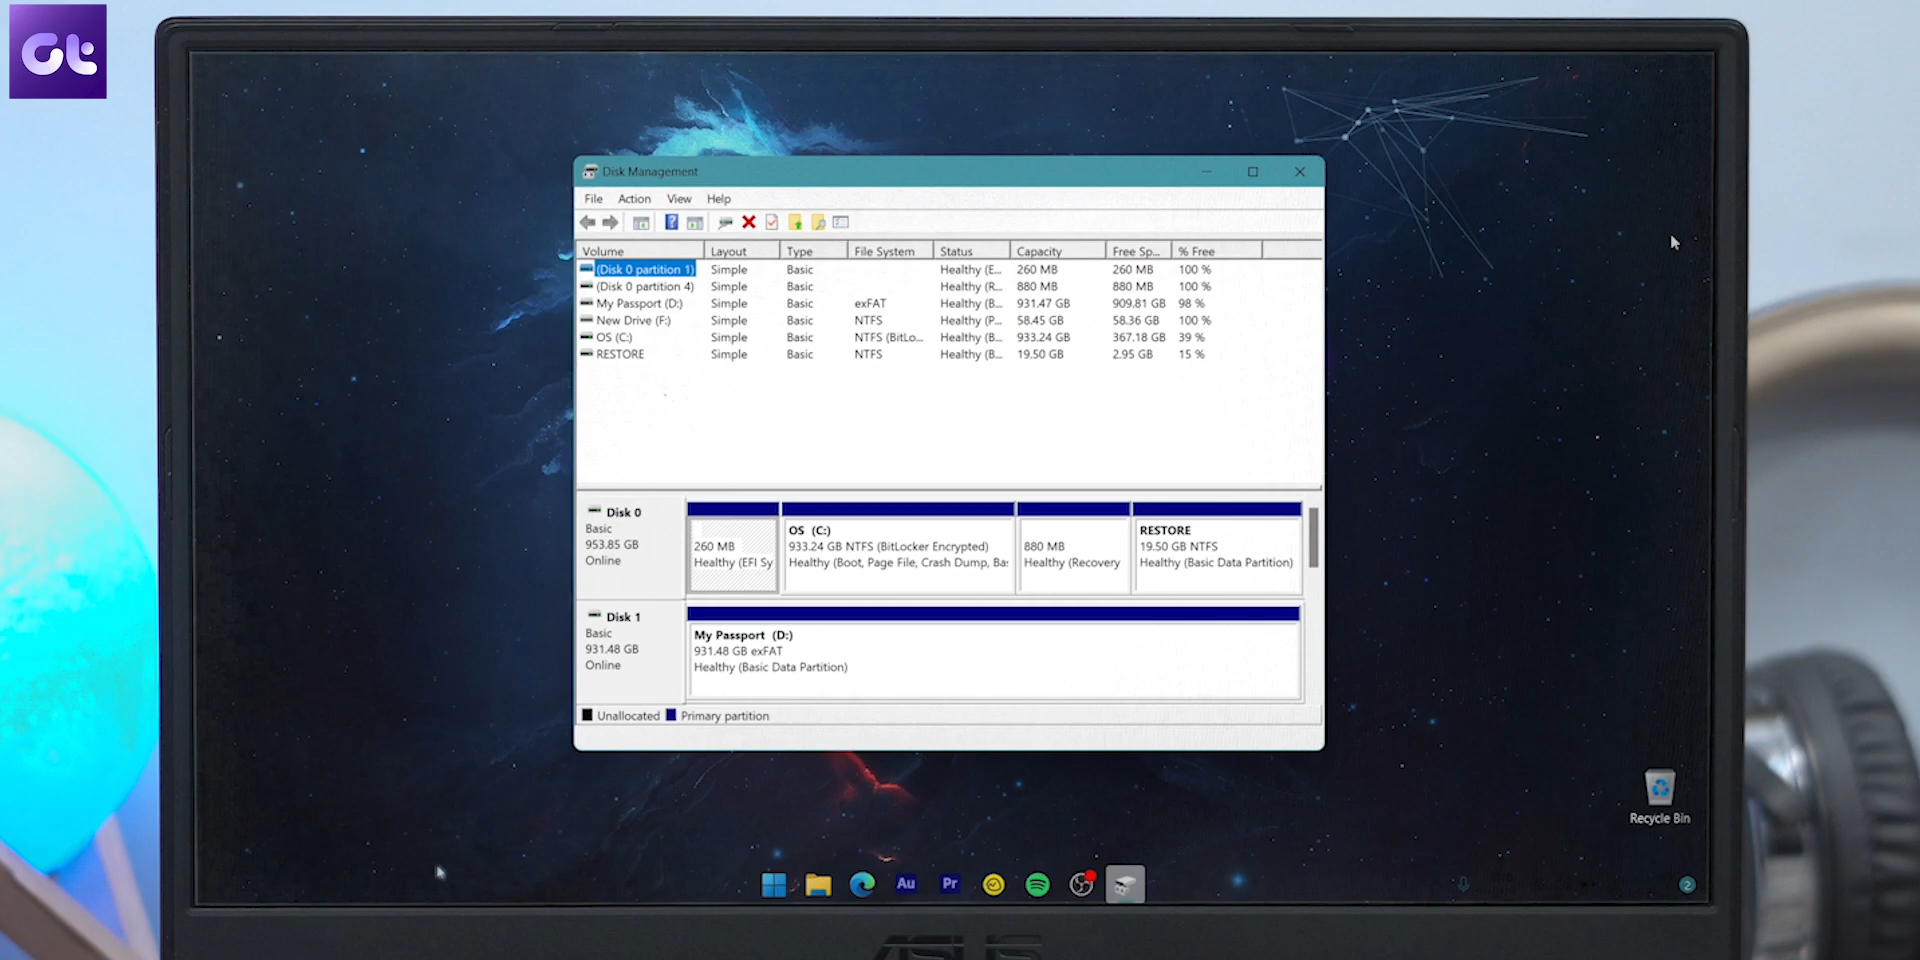 Gt
Disk Management
File Action View Help
Volume Layout Type File System Status Capacity Free Sp... % Free
(Disk 0 partition 1) Simple Basic Healthy (E... 260 MB 260 MB 100 %
(Disk 0 partition 4) Simple Basic Healthy (R... 880 MB 880 MB 100 %
My Passport (D:) Simple Basic exFAT Healthy (B... 931.47 GB 909.81 GB 98 %
New Drive (F:) Simple Basic NTFS Healthy (P... 58.45 GB 58.36 GB 100 %
OS (C:) Simple Basic NTFS (BitLo... Healthy (B... 933.24 GB 367.18 GB 39 %
RESTORE Simple Basic NTFS Healthy (B... 19.50 GB 2.95 GB 15 %
Disk 0
Basic
953.85 GB
Online
260 MB
Healthy (EFI Sy
OS (C:)
933.24 GB NTFS (BitLocker Encrypted)
Healthy (Boot, Page File, Crash Dump, Bas
880 MB
Healthy (Recovery
RESTORE
19.50 GB NTFS
Healthy (Basic Data Partition)
Disk 1
Basic
931.48 GB
Online
My Passport (D:)
931.48 GB exFAT
Healthy (Basic Data Partition)
Unallocated Primary partition
Recycle Bin
Au Pr
2
ASUS